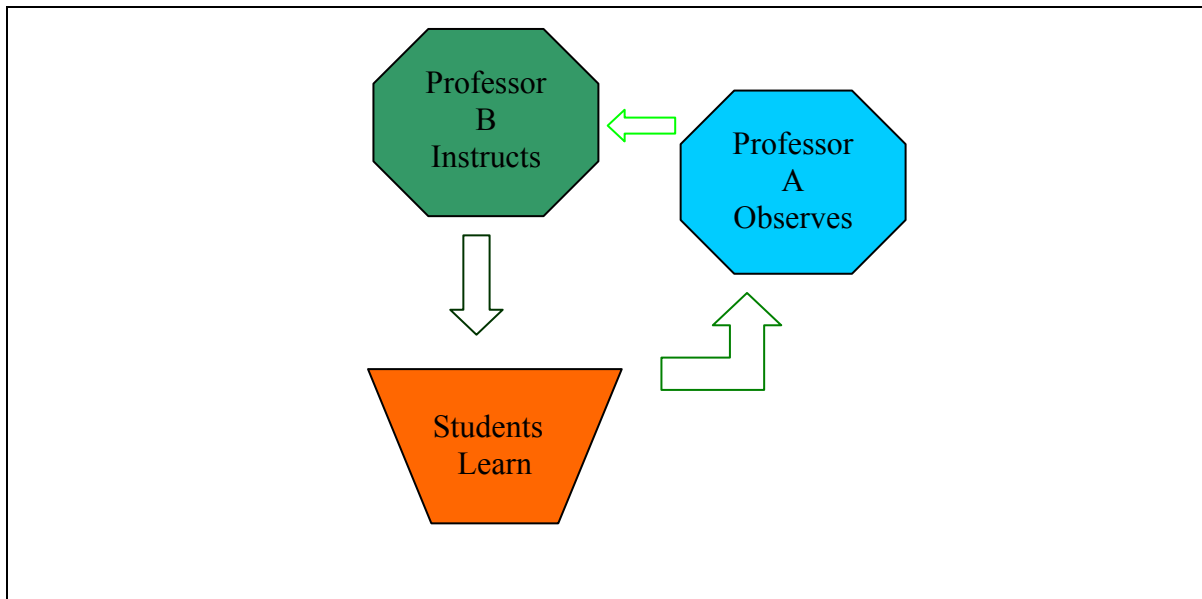 Professor
B
Instructs
Professor
A
Observes
Students
Learn